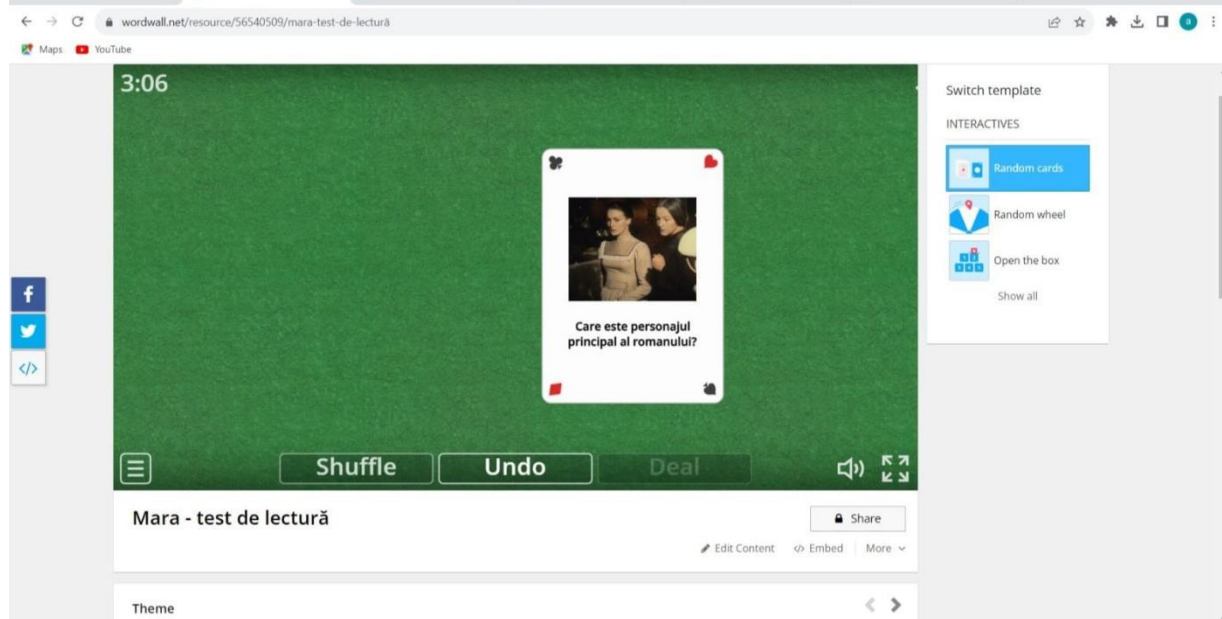 wordwall.net/resource/56540509/mara-test-de-lectură
a
Maps
YouTube
3:06
Switch template
INTERACTIVES
Random cards
Random wheel
Open the box
Show all
Care este personajul
principal al romanului?
f
</>
Shuffle
Undo
Deal
Mara - test de lectură
Share
Edit Content
</> Embed
More
Theme